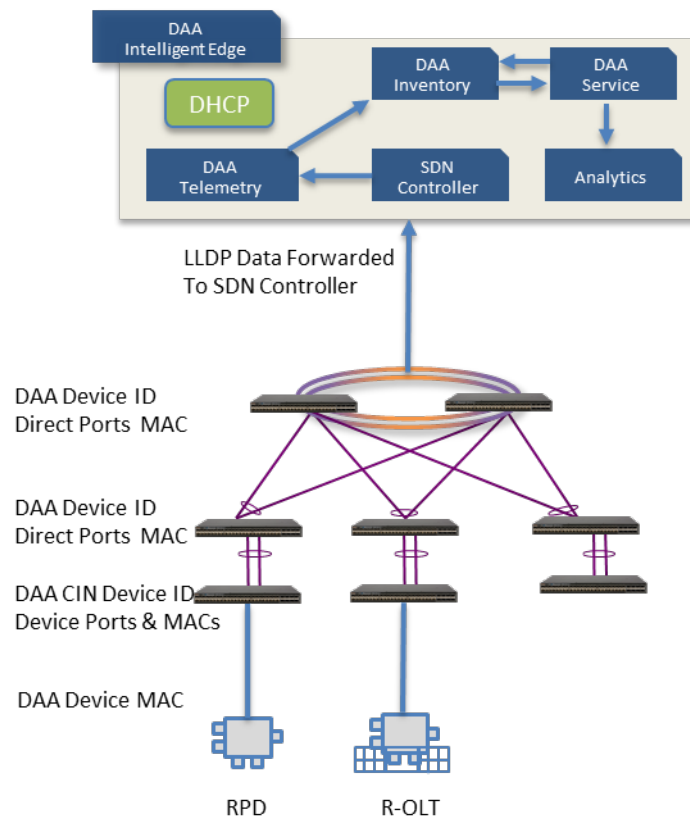 DAA
Intelligent Edge
DAA
Inventory
DAA
Service
DHCP
DAA
Telemetry
SDN
Controller
Analytics
LLDP Data Forwarded
To SDN Controller
DAA Device ID
Direct Ports MAC
DAA Device ID
Direct Ports MAC
DAA CIN Device ID
Device Ports & MACs
DAA Device MAC
RPD
R-OLT